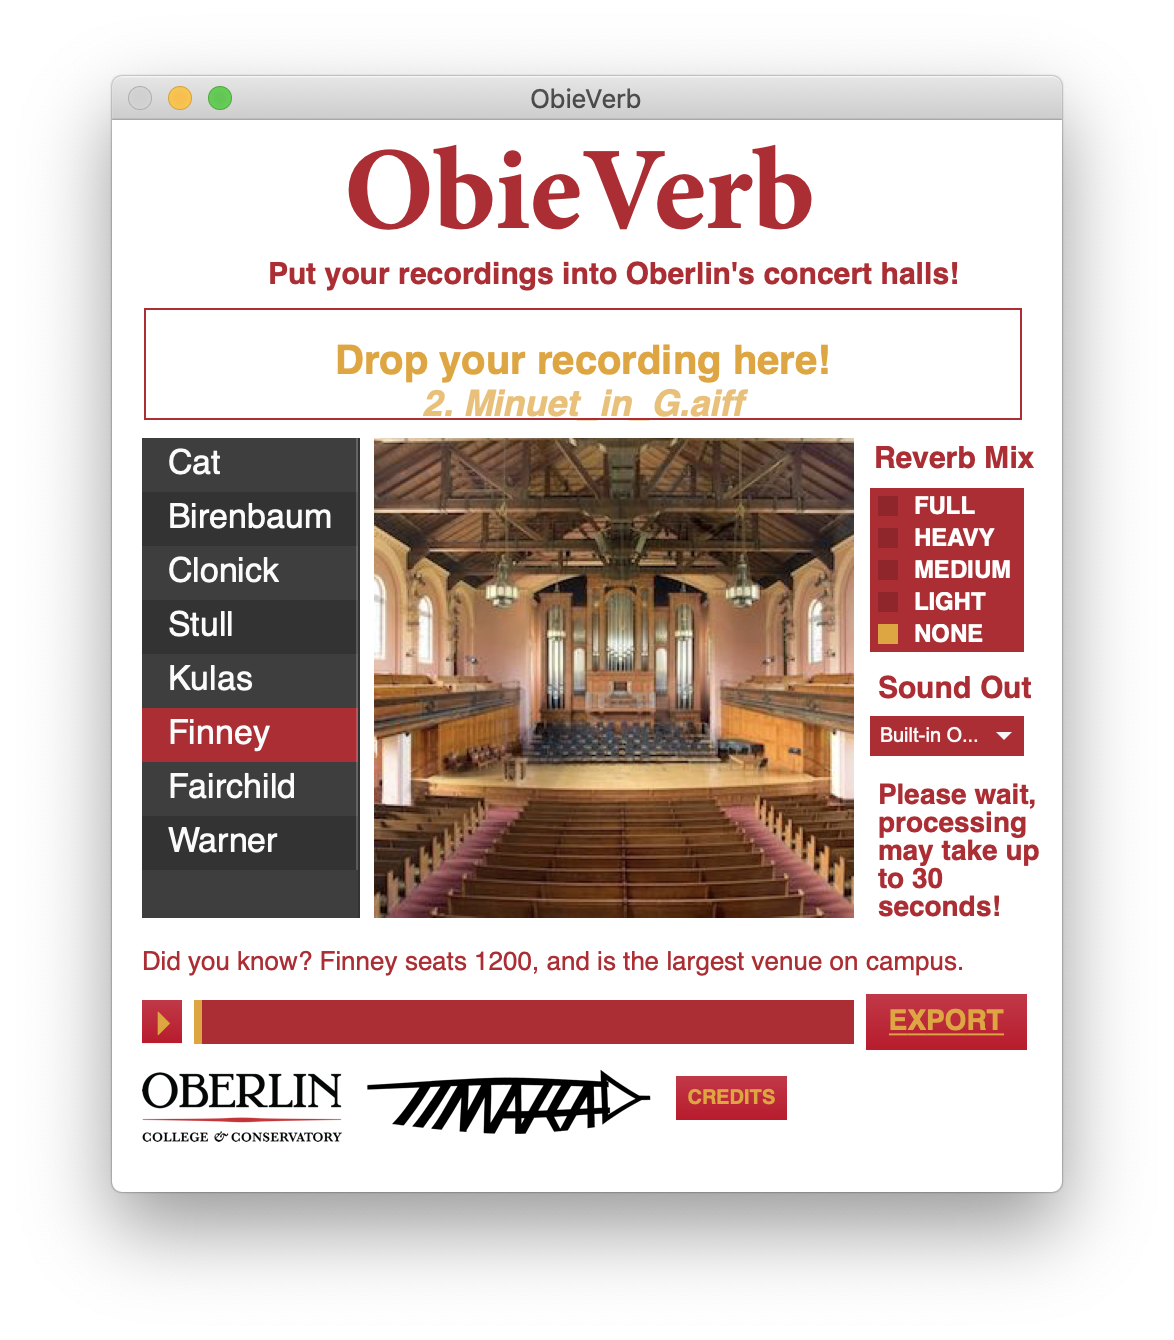 ObieVerb
ObieVerb
Put your recordings into Oberlin's concert halls!
Drop your recording here!
2. Minuet_in_G.aiff
Cat
Birenbaum
Clonick
Stull
Kulas
Finney
Fairchild
Warner
Reverb Mix
FULL
HEAVY
MEDIUM
LIGHT
NONE
Sound Out
Built-in O...
Please wait,
processing
may take up
to 30
seconds!
Did you know? Finney seats 1200, and is the largest venue on campus.
EXPORT
OBERLIN
COLLEGE & CONSERVATORY
TIMARA
CREDITS